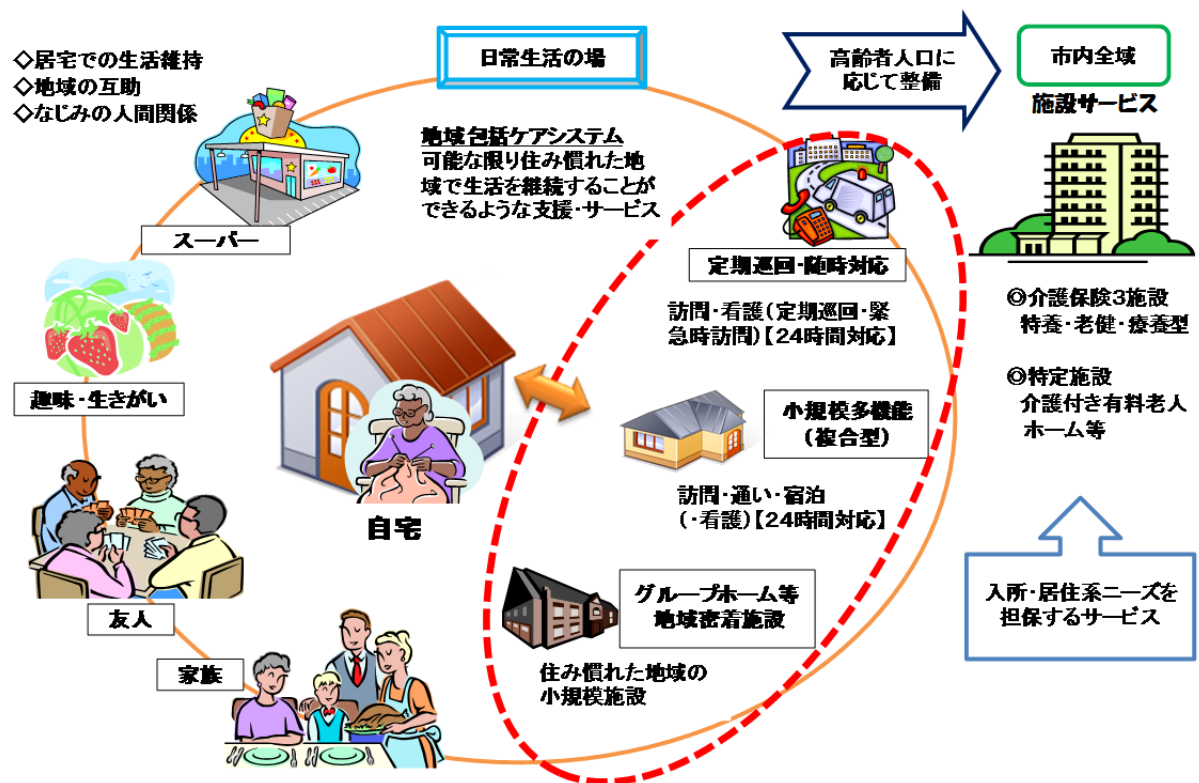 ◇居宅での生活維持
◇地域の互助
◇なじみの人間関係
日常生活の場
高齢者人口に
応じて整備
市内全域
施設サービス
地域包括ケアシステム
可能な限り住み慣れた地
域で生活を継続することが
できるような支援・サービス
スーパー
定期巡回・随時対応
訪問・看護(定期巡回・緊
急時訪問)【24時間対応】
◎介護保険3施設
特養・老健・療養型
◎特定施設
介護付き有料老人
ホーム等
趣味・生きがい
小規模多機能
(複合型)
訪問・通い・宿泊
(・看護)【24時間対応】
自宅
グループホーム等
地域密着施設
住み慣れた地域の
小規模施設
入所・居住系ニーズを
担保するサービス
友人
家族